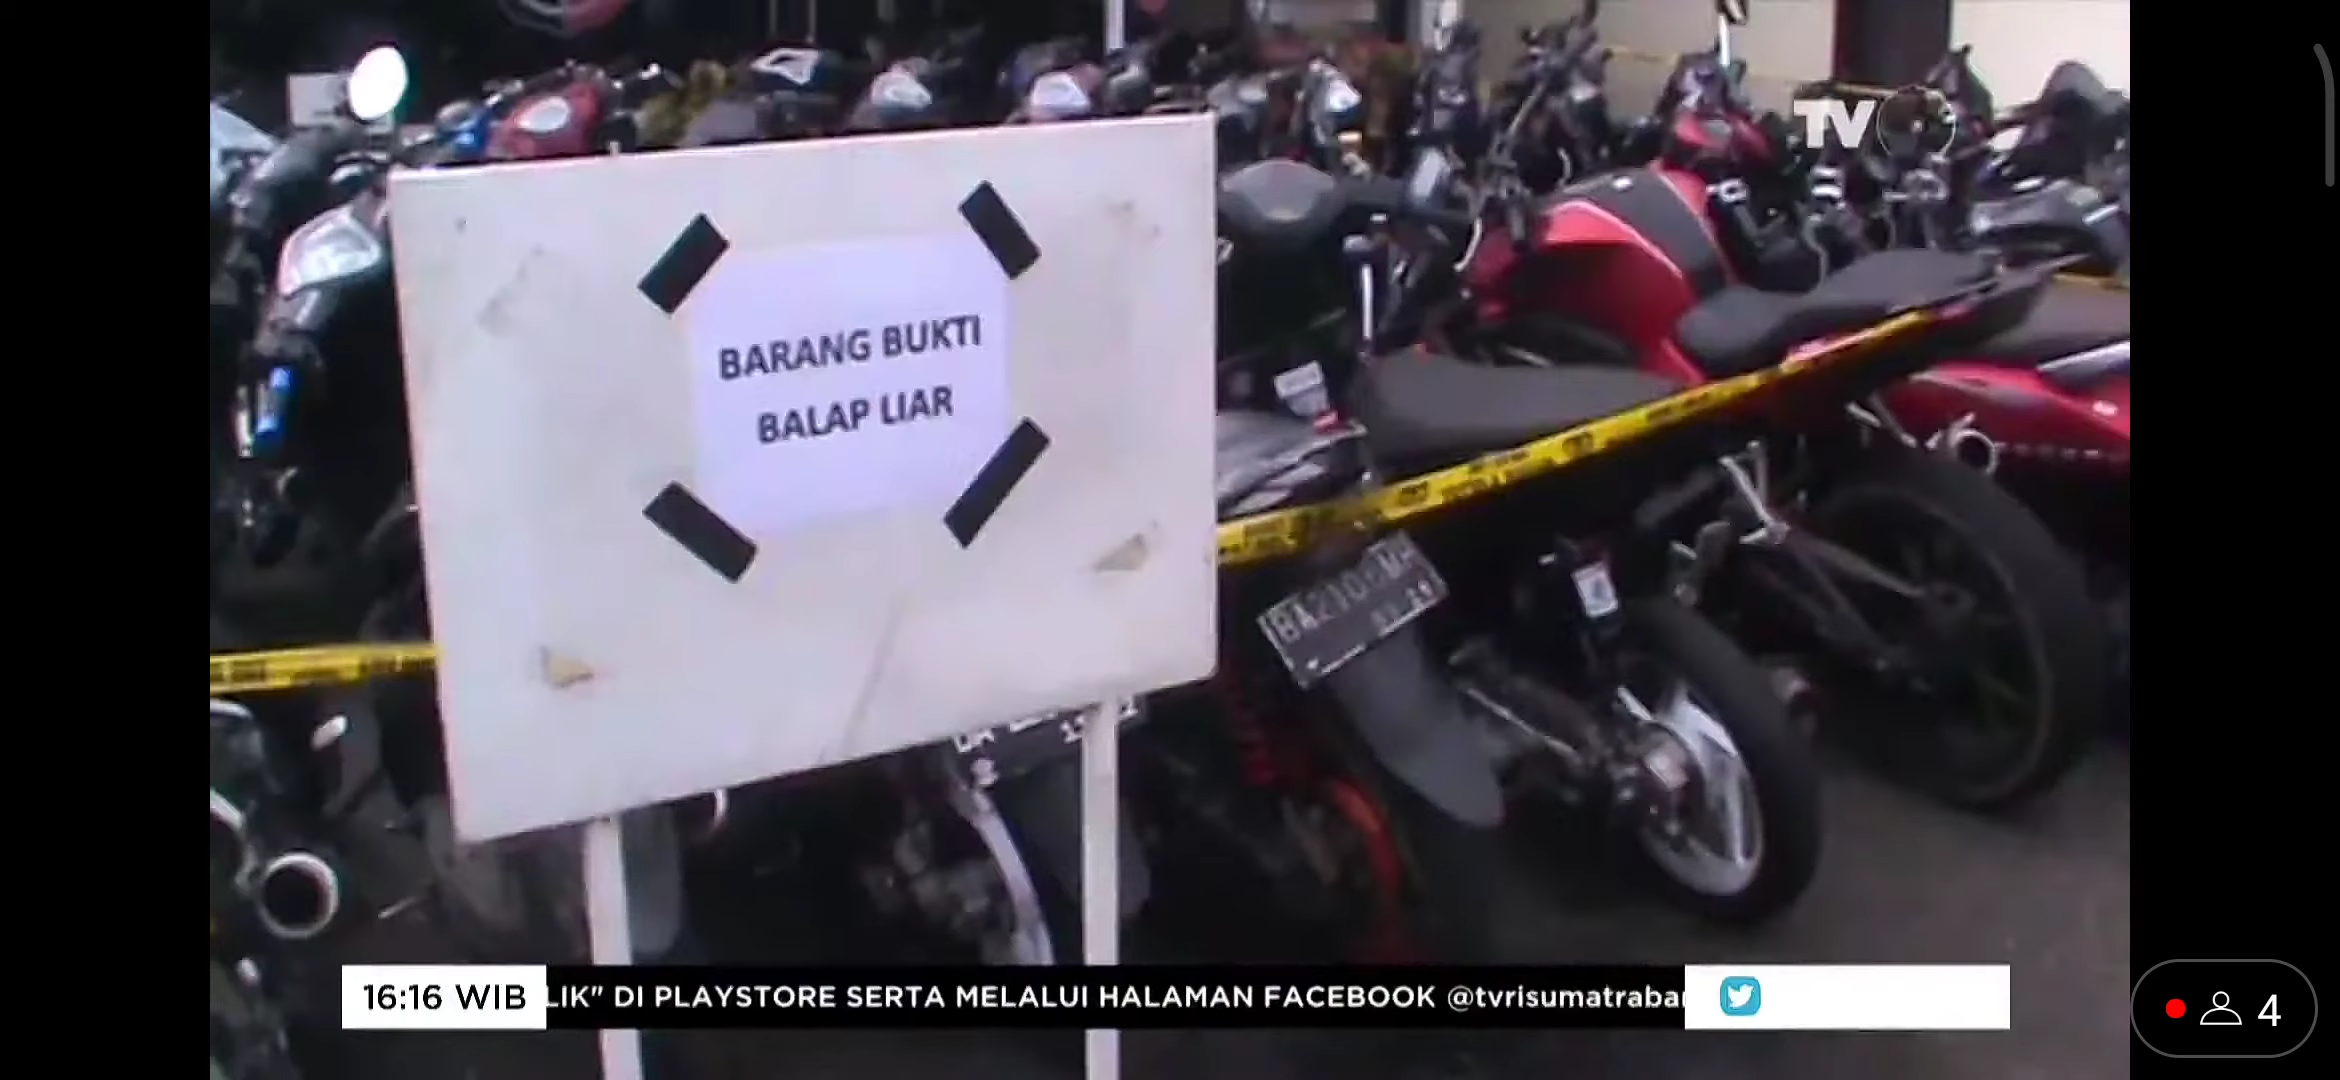 TV
BARANG BUKTI
BALAP LIAR
16:16 WIB
LIK" DI PLAYSTORE SERTA MELALUI HALAMAN FACEBOOK @tvrisumatrabar
4